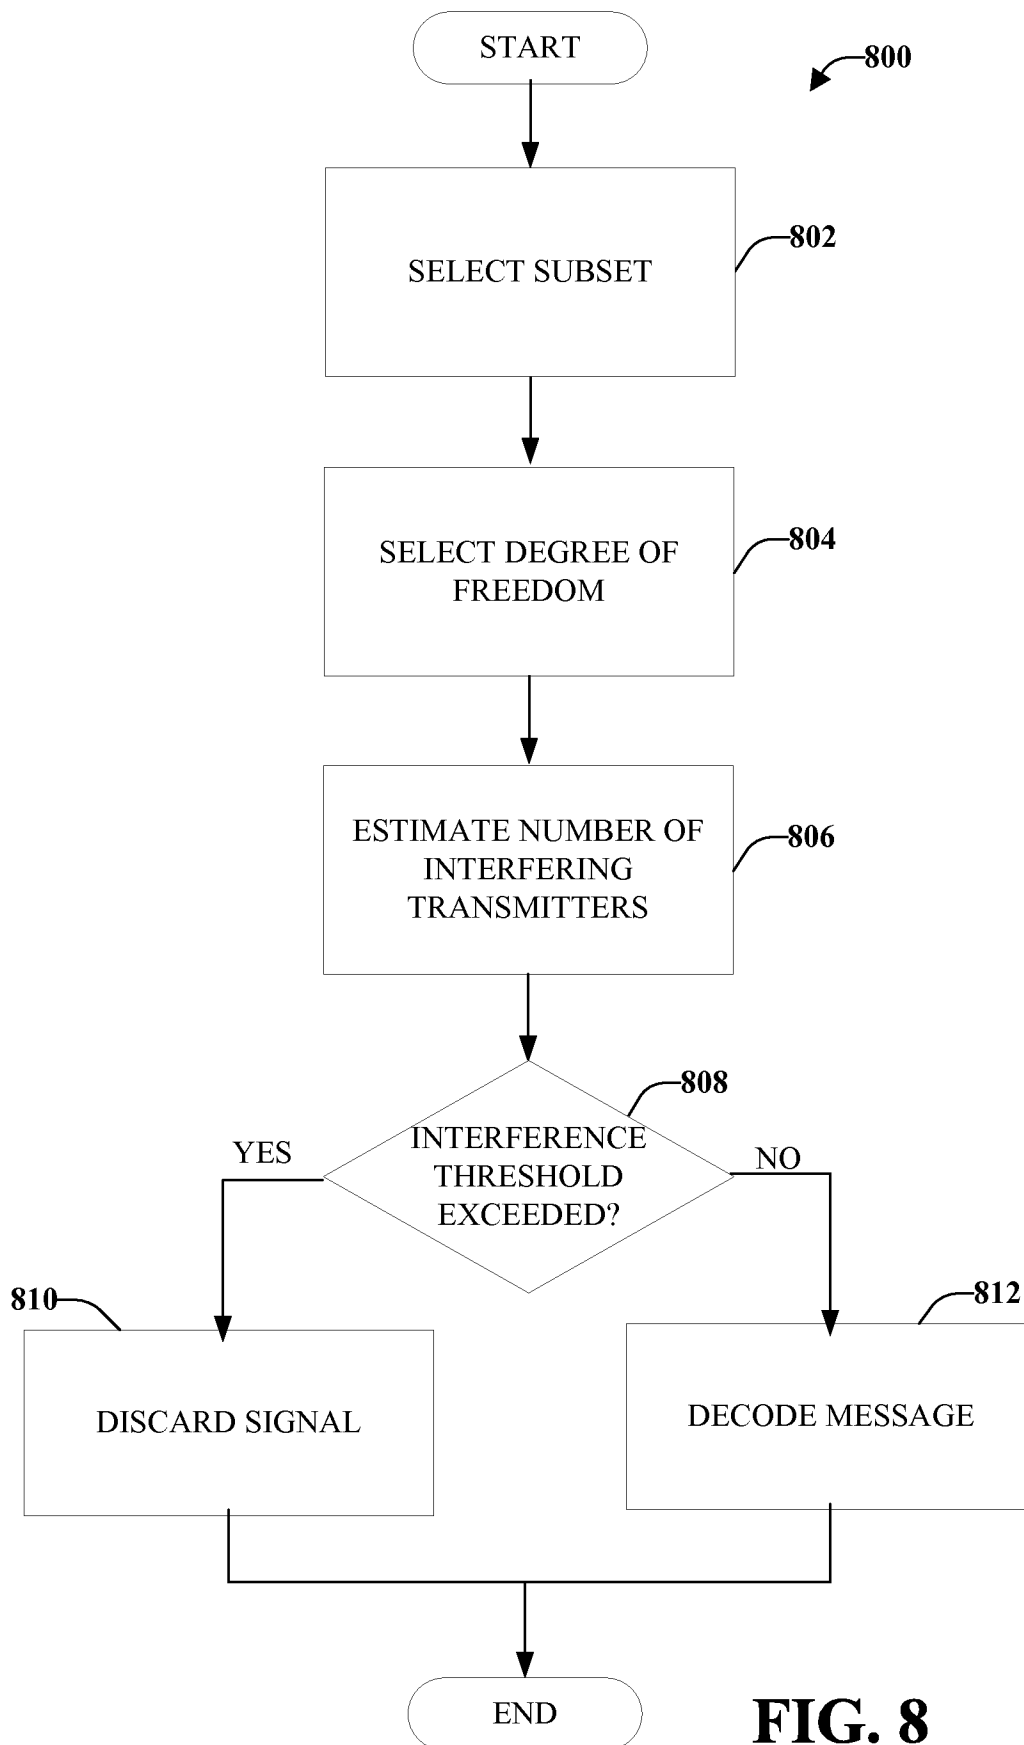 START
800
SELECT SUBSET
802
SELECT DEGREE OF
FREEDOM
804
ESTIMATE NUMBER OF
INTERFERING
TRANSMITTERS
806
808
INTERFERENCE
THRESHOLD
EXCEEDED?
YES
NO
810
812
DISCARD SIGNAL
DECODE MESSAGE
END
FIG. 8